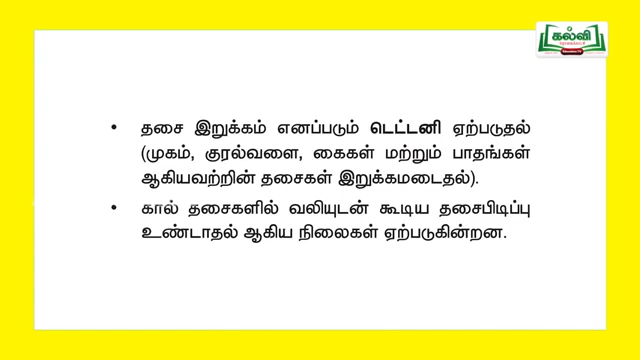 கல்வி
• தசை இறுக்கம் எனப்படும் டெட்டனி ஏற்படுதல்
(முகம், குரல்வளை, கைகள் மற்றும் பாதங்கள்
ஆகியவற்றின் தசைகள் இறுக்கமடைதல்).
• கால் தசைகளில் வலியுடன் கூடிய தசைபிடிப்பு
உண்டாதல் ஆகிய நிலைகள் ஏற்படுகின்றன.